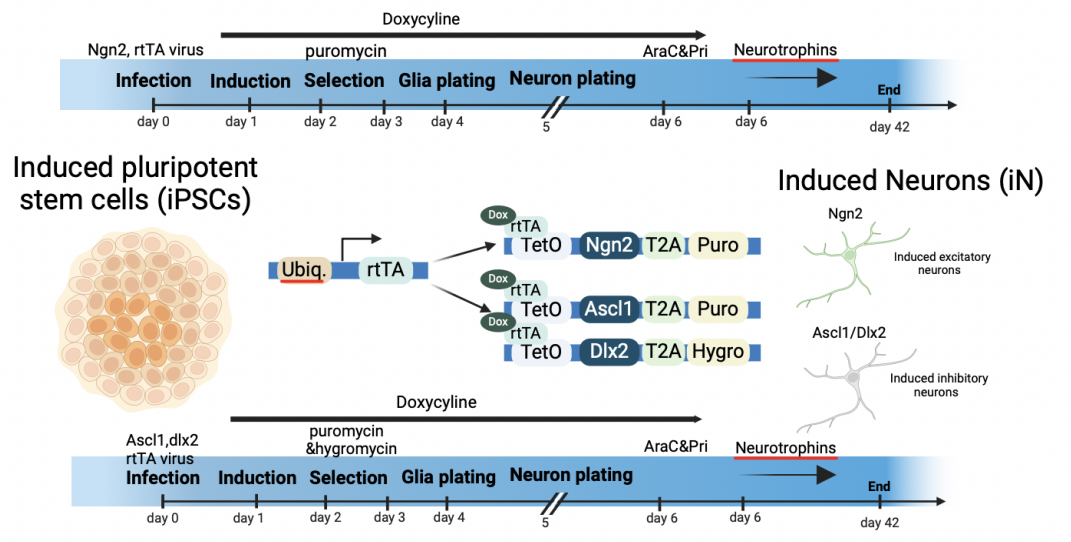 Doxycyline
Ngn2, rtTA virus
puromycin
AraC&Pri
Neurotrophins
Infection Induction Selection Glia plating Neuron plating
End
day 0 day 1 day 2 day 3 day 4 5 day 6 day 6 day 42
Induced pluripotent
stem cells (iPSCs)
Ubiq. rtTA
Dox
rtTA
TetO Ngn2 T2A Puro
Dox
rtTA
TetO Ascl1 T2A Puro
Dox
rtTA
TetO Dlx2 T2A Hygro
Induced Neurons (iN)
Ngn2
Induced excitatory
neurons
Ascl1/Dlx2
Induced inhibitory
neurons
Doxycyline
Ascl1,dlx2
rtTA virus
puromycin
&hygromycin
AraC&Pri
Neurotrophins
Infection Induction Selection Glia plating Neuron plating
End
day 0 day 1 day 2 day 3 day 4 5 day 6 day 6 day 42